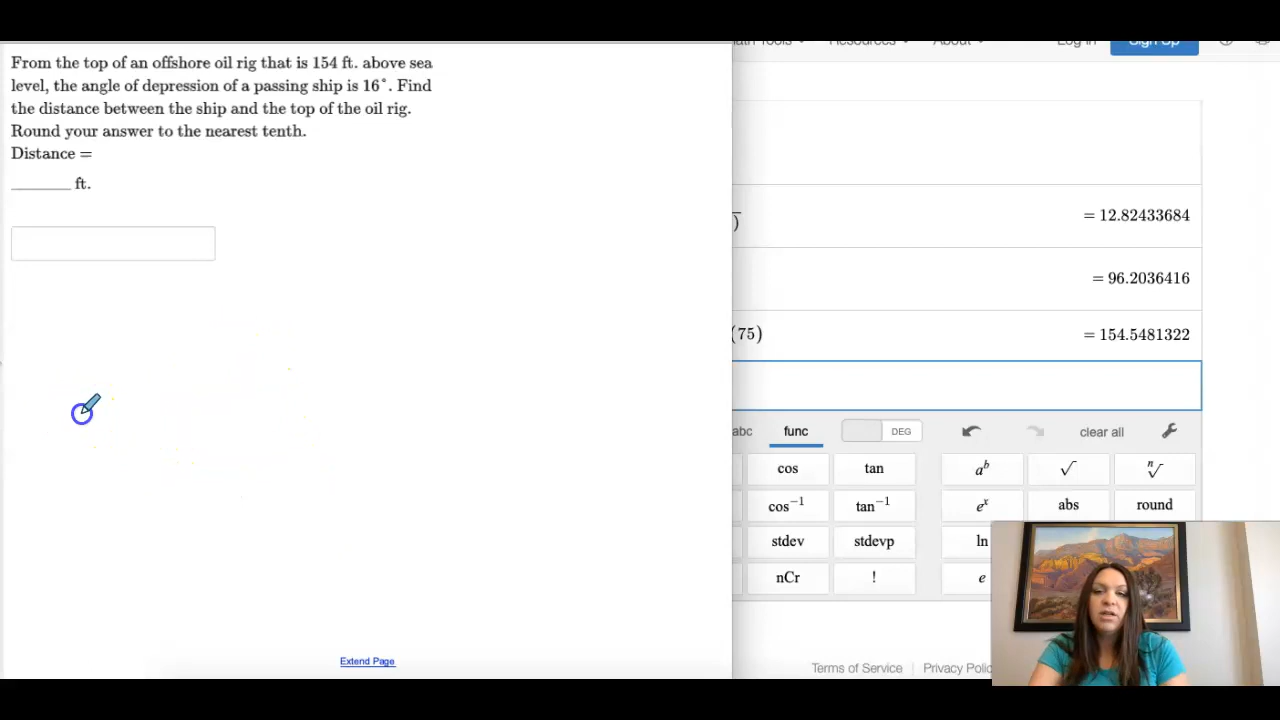 From the top of an offshore oil rig that is 154 ft. above sea
level, the angle of depression of a passing ship is 16°. Find
the distance between the ship and the top of the oil rig.
Round your answer to the nearest tenth.
Distance =
_______ ft.
Extend Page
Log In
Sign Up
)
= 12.82433684
= 96.2036416
(75)
= 154.5481322
abc
func
DEG
clear all
cos
tan
a^b
√
ⁿ√
cos⁻¹
tan⁻¹
eˣ
abs
round
stdev
stdevp
ln
nCr
!
e
Terms of Service
Privacy